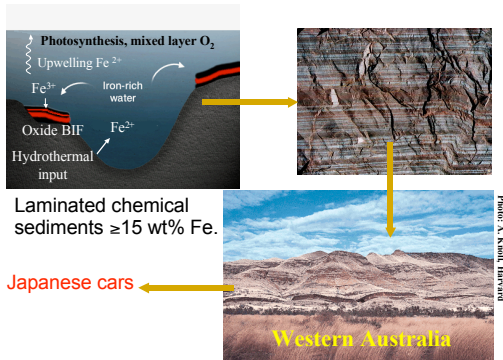 Photosynthesis, mixed layer O2
Upwelling Fe 2+
Fe3+
Iron-rich
water
Oxide BIF
Fe2+
Hydrothermal
input
Laminated chemical
sediments ≥15 wt% Fe.
Japanese cars
Western Australia
Photo: A. Knoll, Harvard